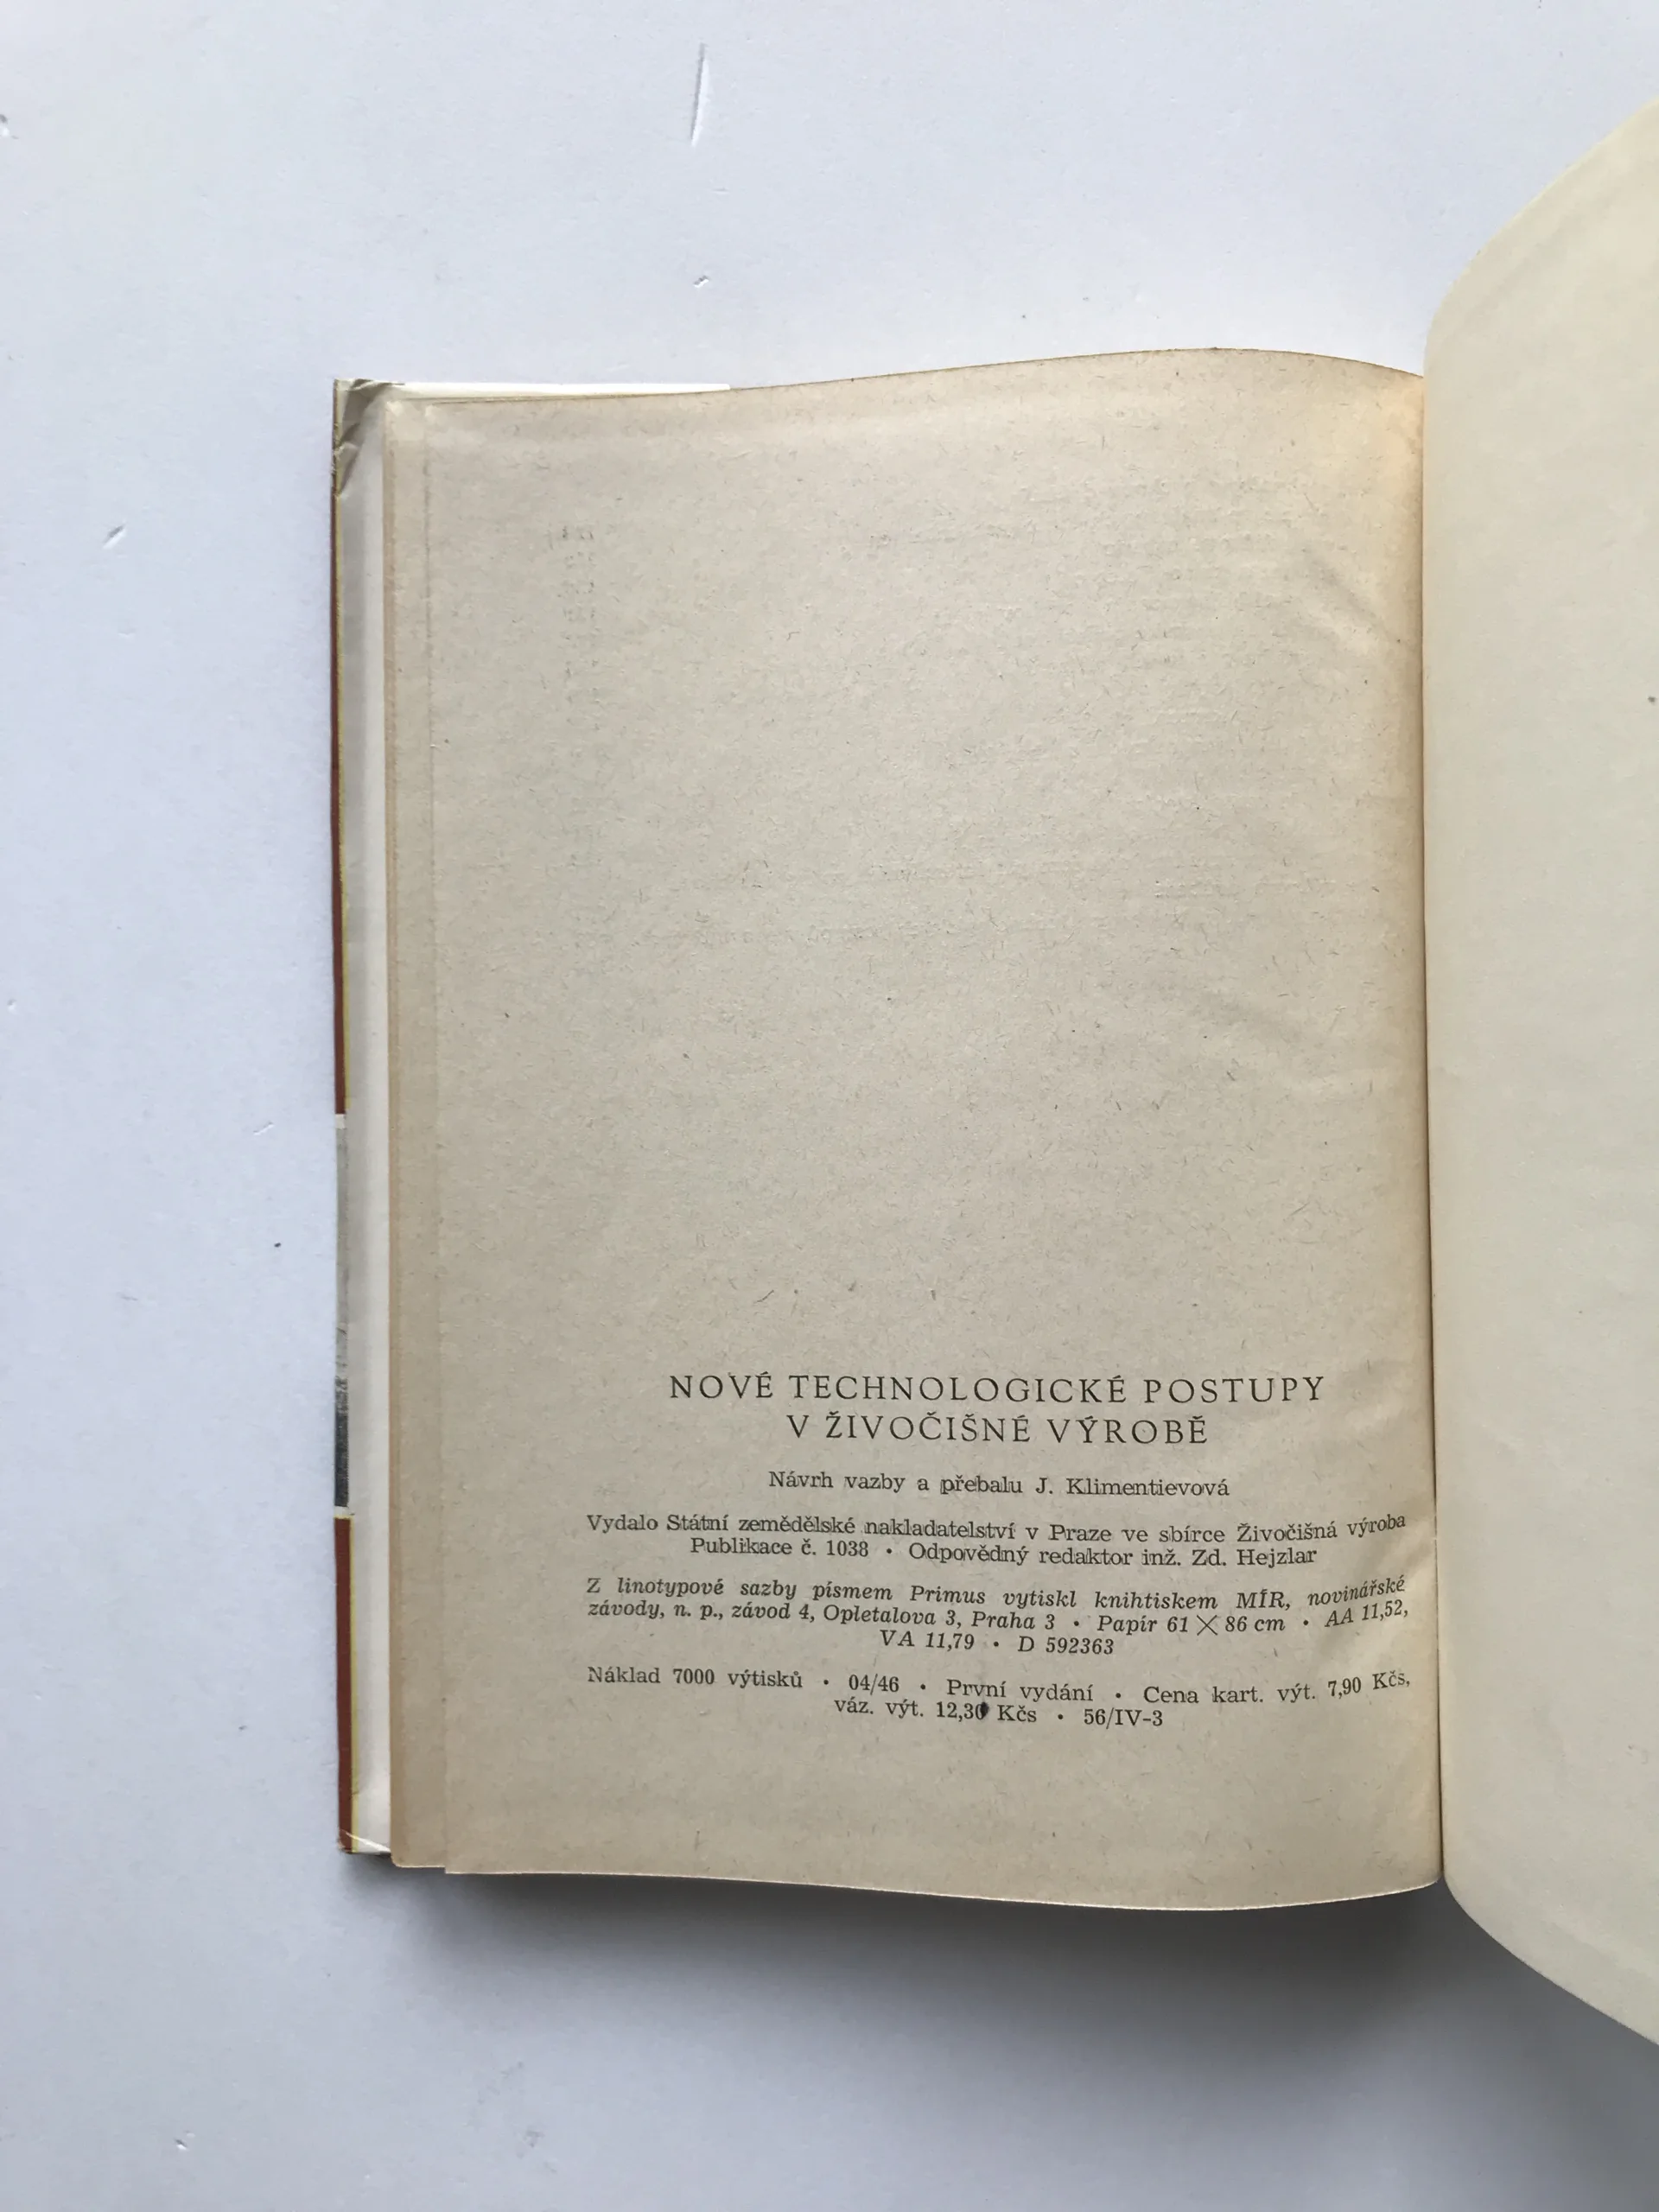 NOVÉ TECHNOLOGICKÉ POSTUPY
V ŽIVOČIŠNÉ VÝROBĚ
Návrh vazby a přebalu J. Klimentievová
Vydalo Státní zemědělské nakladatelství v Praze ve sbírce Živočišná výroba
Publikace č. 1038 • Odpovědný redaktor inž. Zd. Hejzlar
Z linotypové sazby písmem Primus vytiskl knihtiskem MÍR, novinářské
závody, n. p., závod 4, Opletalova 3, Praha 3 • Papír 61 × 86 cm • AA 11,52,
VA 11,79 • D 592363
Náklad 7000 výtisků • 04/46 • První vydání • Cena kart. výt. 7,90 Kčs,
váz. výt. 12,30 Kčs • 56/IV-3